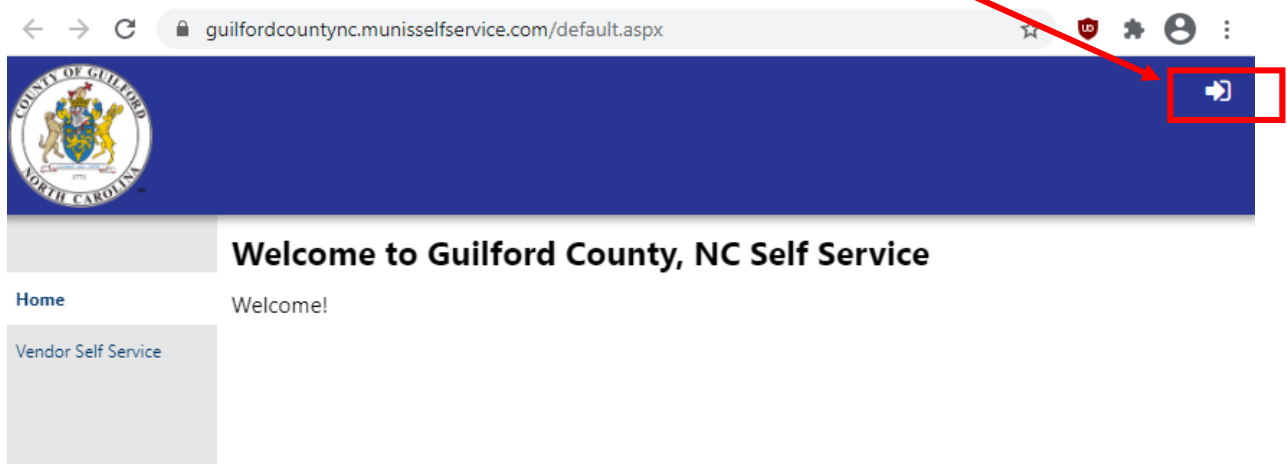 guilfordcountync.munisselfservice.com/default.aspx
COUNTY OF GUILFORD
NORTH CAROLINA
1771
Welcome to Guilford County, NC Self Service
Home
Welcome!
Vendor Self Service